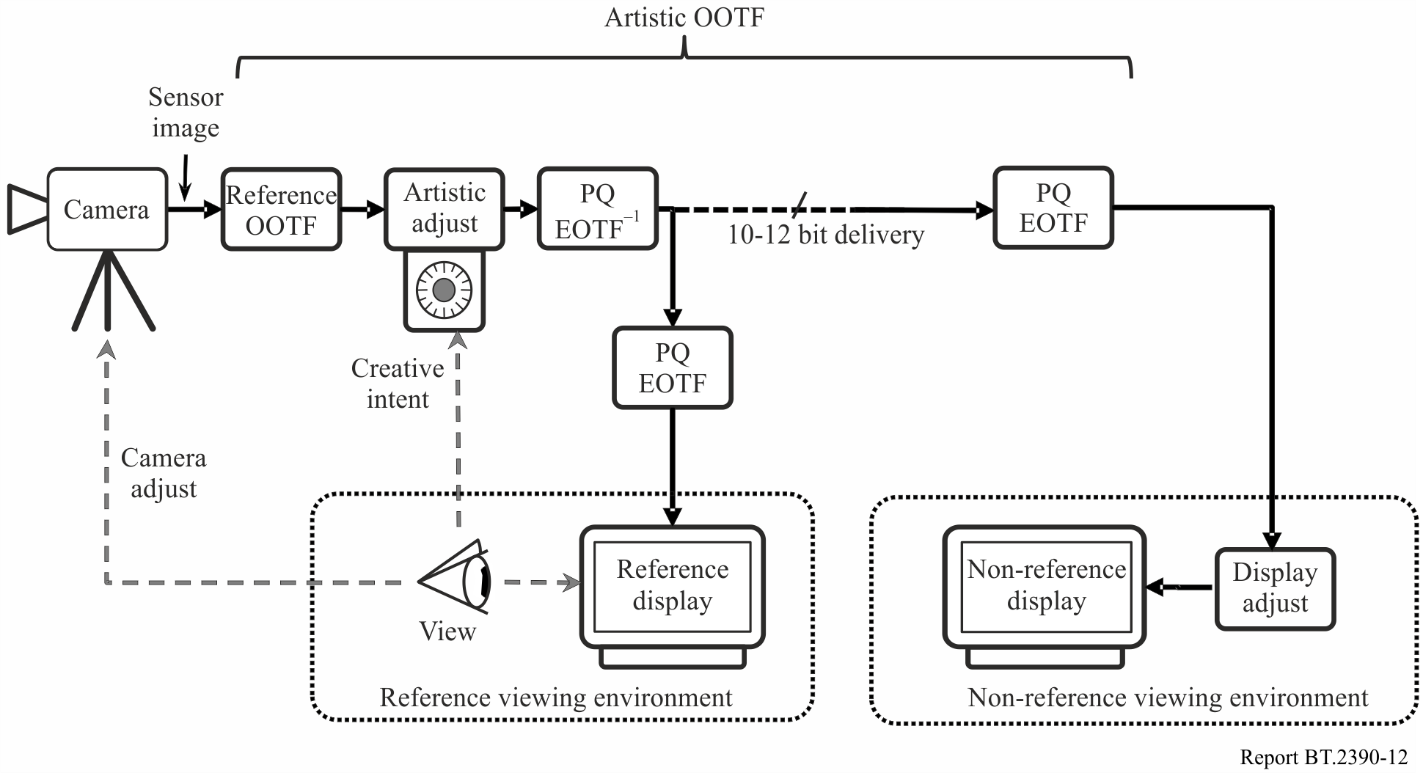 Artistic OOTF
Sensor
image
Camera
Reference
OOTF
Artistic
adjust
PQ
EOTF⁻¹
10-12 bit delivery
PQ
EOTF
PQ
EOTF
Creative
intent
Camera
adjust
View
Reference
display
Reference viewing environment
Non-reference
display
Display
adjust
Non-reference viewing environment
Report BT.2390-12